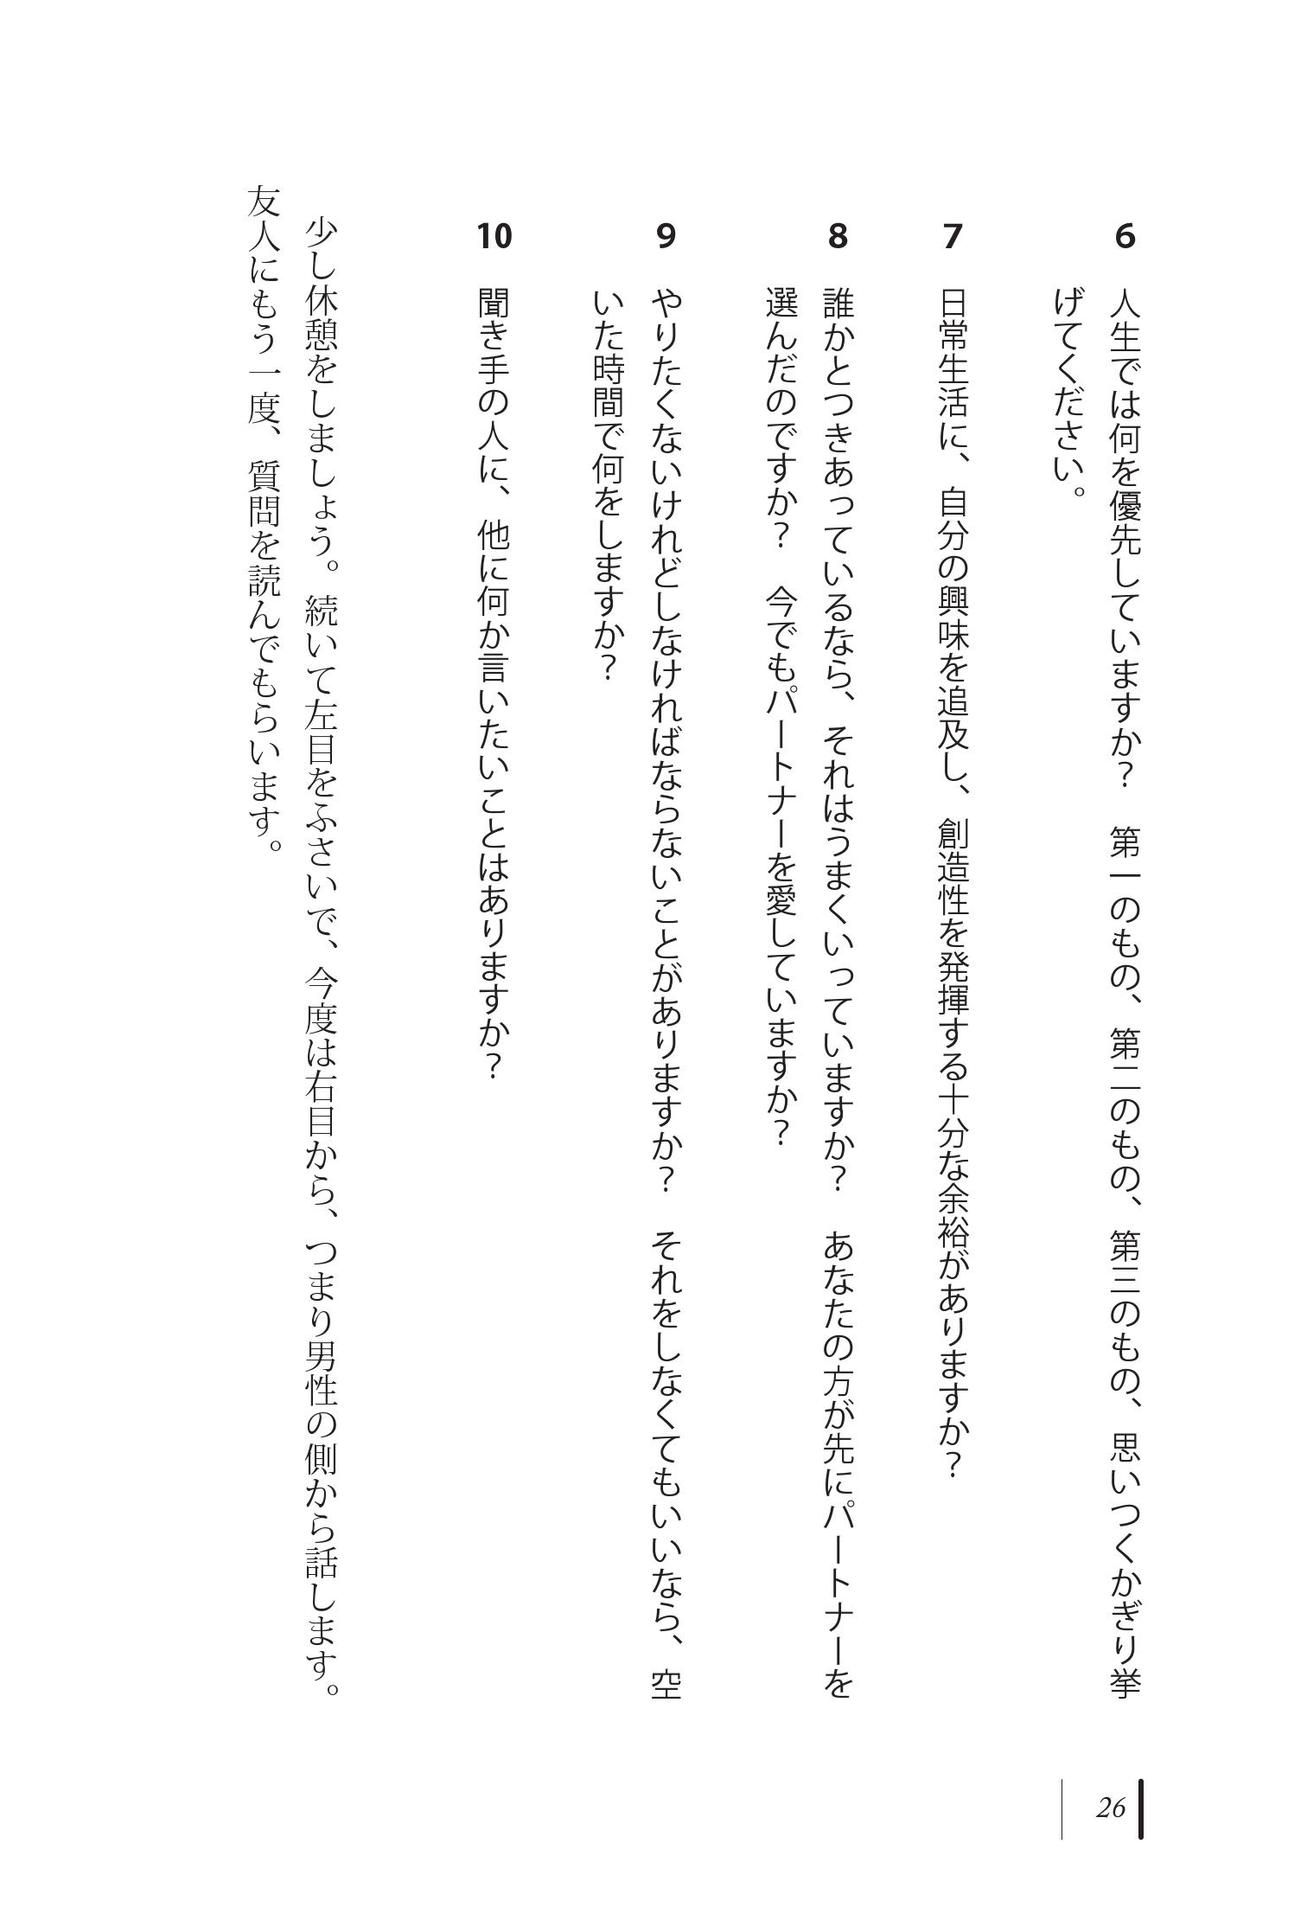 6　人生では何を優先していますか？　第一のもの、第二のもの、第三のもの、思いつくかぎり挙
げてください。
7　日常生活に、自分の興味を追及し、創造性を発揮する十分な余裕がありますか？
8　誰かとつきあっているなら、それはうまくいっていますか？　あなたの方が先にパートナーを
選んだのですか？　今でもパートナーを愛していますか？
9　やりたくないけれどしなければならないことがありますか？　それをしなくてもいいなら、空
いた時間で何をしますか？
10　聞き手の人に、他に何か言いたいことはありますか？
少し休憩をしましょう。続いて左目をふさいで、今度は右目から、つまり男性の側から話します。
友人にもう一度、質問を読んでもらいます。
26